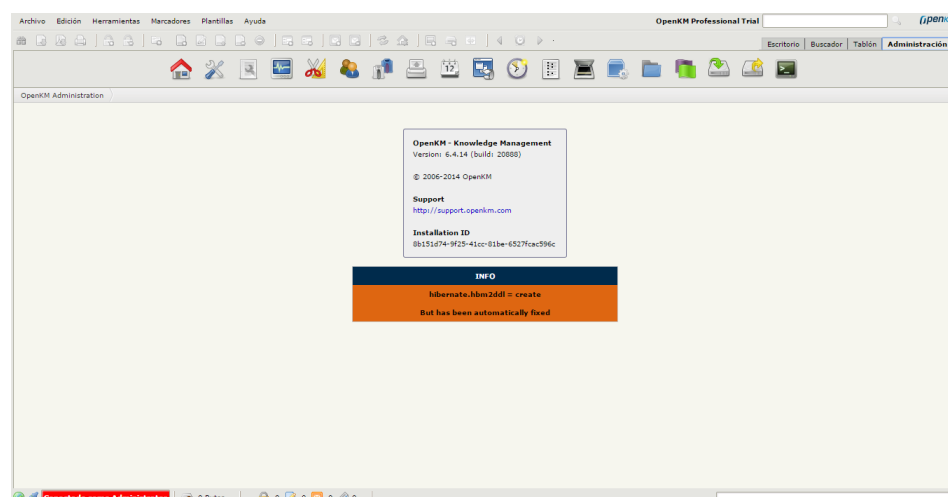 Archivo Edición Herramientas Marcadores Plantillas Ayuda
OpenKM Professional Trial
Escritorio Buscador Tablón Administración
12
OpenKM Administration
OpenKM - Knowledge Management
Version: 6.4.14 (build: 20888)
© 2006-2014 OpenKM
Support
http://support.openkm.com
Installation ID
8b151d74-9f25-41cc-81be-6527fcac596c
INFO
hibernate.hbm2ddl = create
But has been automatically fixed